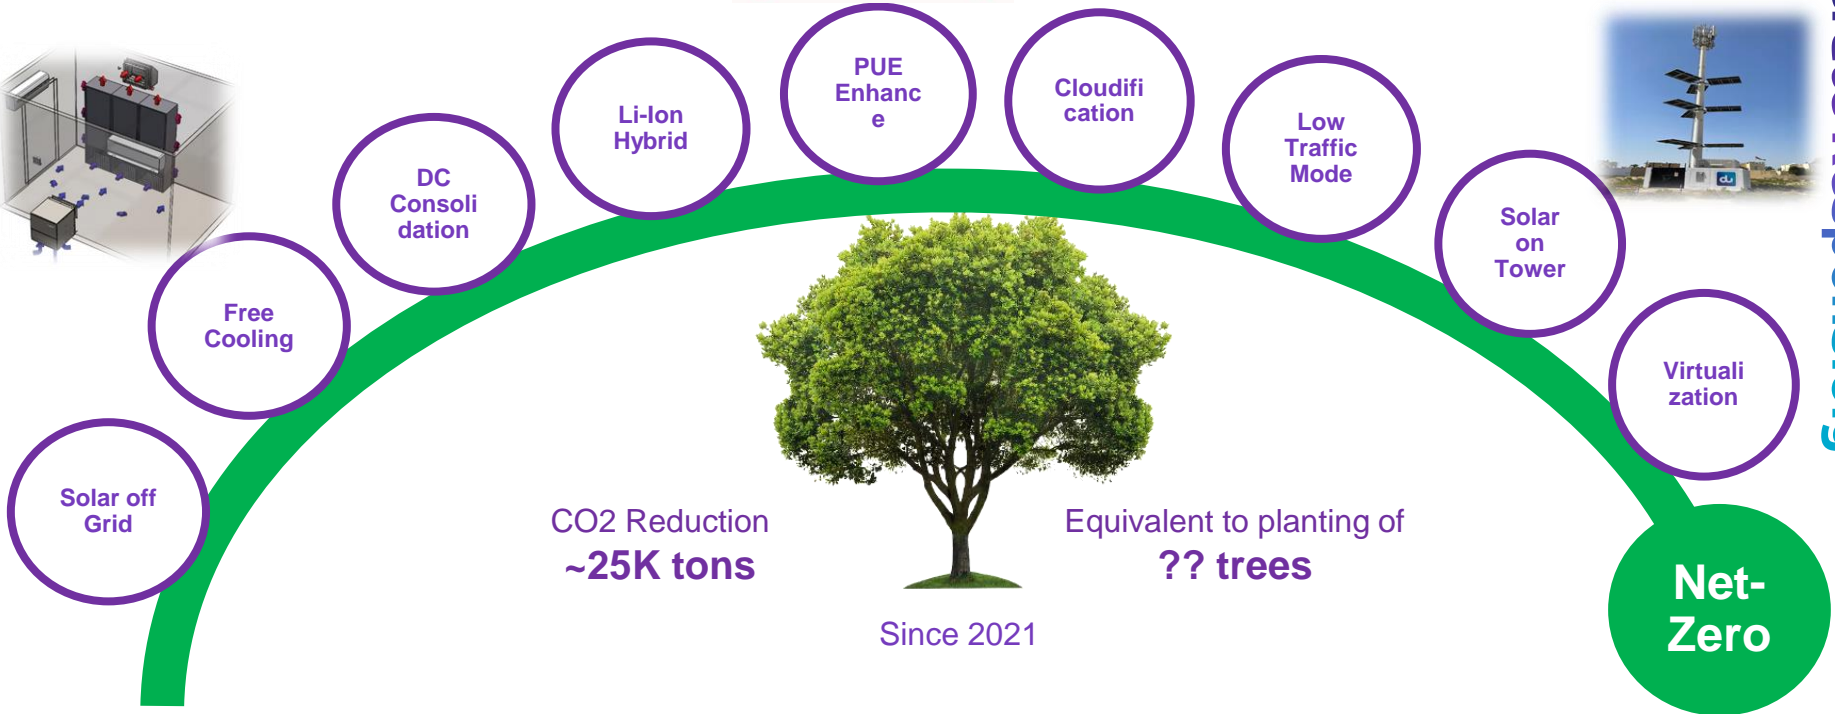 Solar off
Grid
Free
Cooling
DC
Consoli
dation
Li-Ion
Hybrid
PUE
Enhanc
e
Cloudifi
cation
Low
Traffic
Mode
Solar
on
Tower
Virtuali
zation
Net-
Zero
CO2 Reduction
~25K tons
Equivalent to planting of
?? trees
Since 2021
du